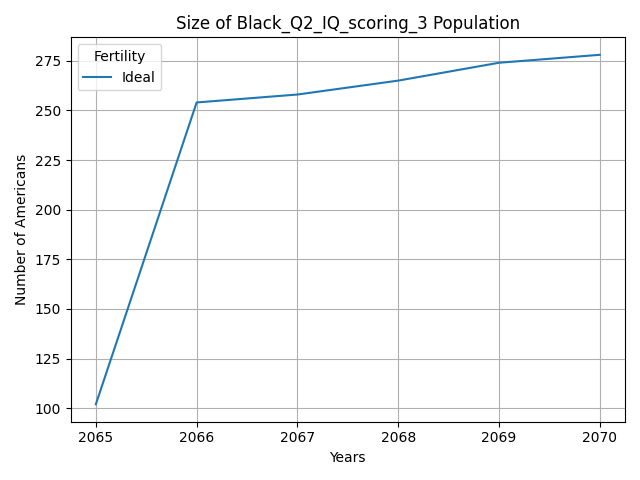 Size of Black_Q2_IQ_scoring_3 Population
Fertility
Ideal
275
250
225
200
175
150
125
100
Number of Americans
2065 2066 2067 2068 2069 2070
Years